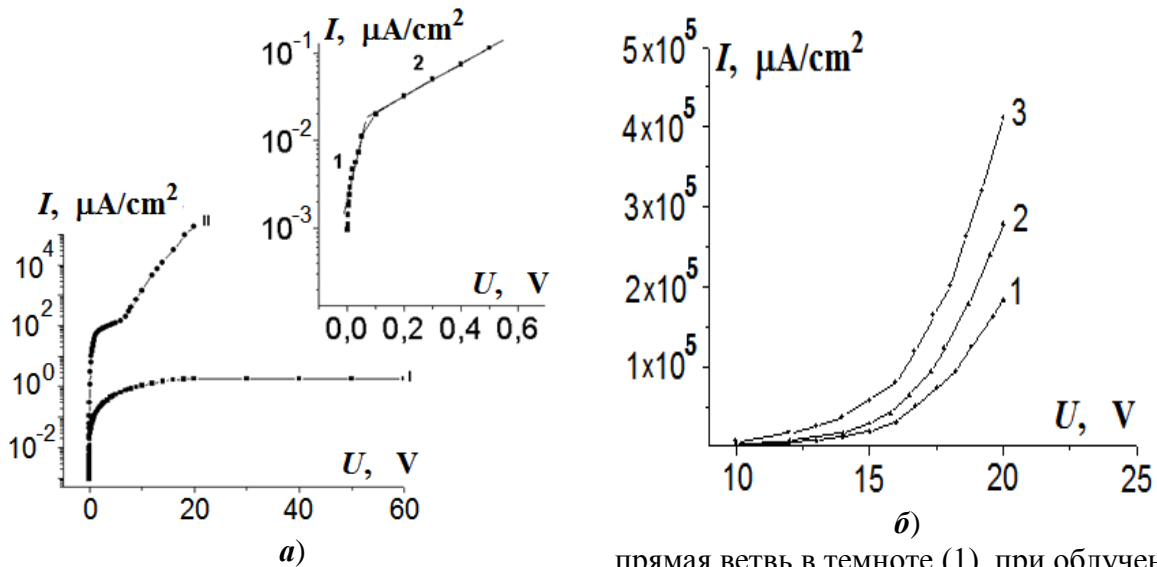 I, μA/cm²
10⁻¹
10⁻²
10⁻³
1
2
U, V
0,0 0,2 0,4 0,6
I, μA/cm²
10⁴
10²
10⁰
10⁻²
II
I
U, V
0 20 40 60
а)
5x10⁵ I, μA/cm²
4x10⁵
3x10⁵
2x10⁵
1x10⁵
3
2
1
U, V
10 15 20 25
б)
прямая ветвь в темноте (1), при облучен